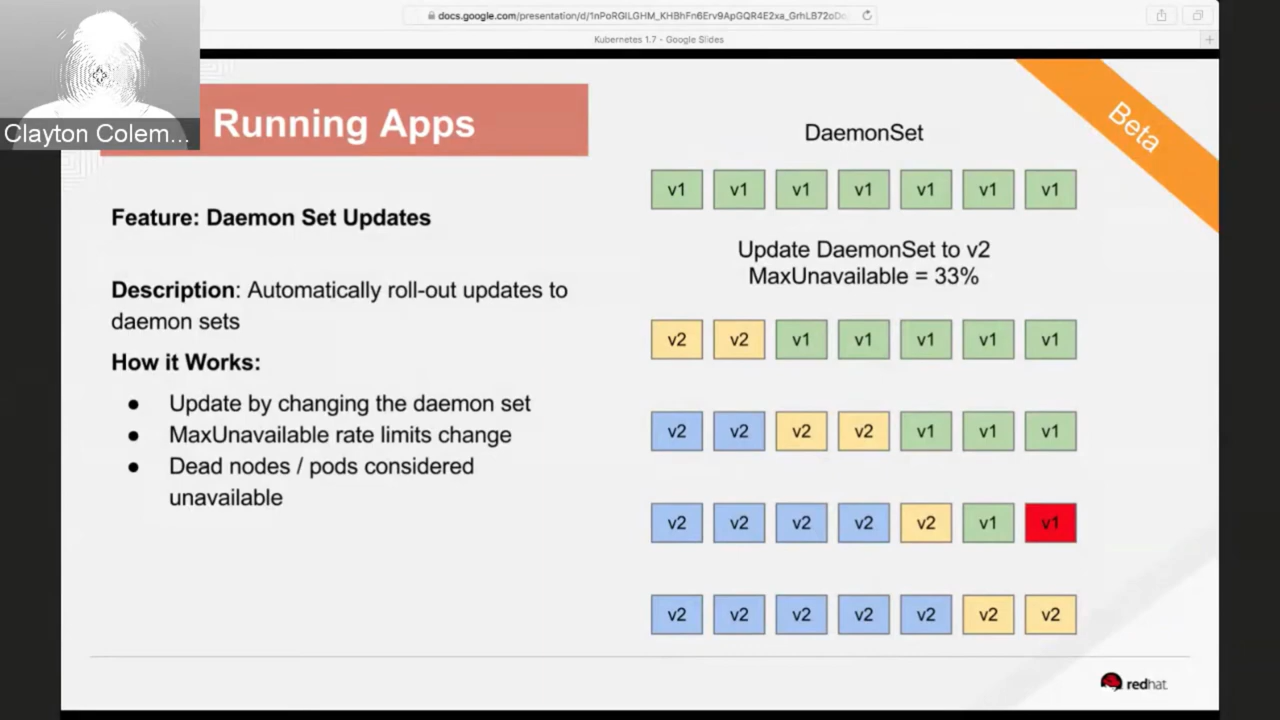 docs.google.com/presentation/d/1nPoRGlLGHM_KHBhFn6Erv9ApGQR4E2xa_GrhLB72oD
Kubernetes 1.7 - Google Slides
Clayton Colem...
Running Apps
Beta
Feature: Daemon Set Updates
Description: Automatically roll-out updates to
daemon sets
How it Works:
● Update by changing the daemon set
● MaxUnavailable rate limits change
● Dead nodes / pods considered
unavailable
DaemonSet
v1 v1 v1 v1 v1 v1 v1
Update DaemonSet to v2
MaxUnavailable = 33%
v2 v2 v1 v1 v1 v1 v1
v2 v2 v2 v2 v1 v1 v1
v2 v2 v2 v2 v2 v1 v1
v2 v2 v2 v2 v2 v2 v2
redhat